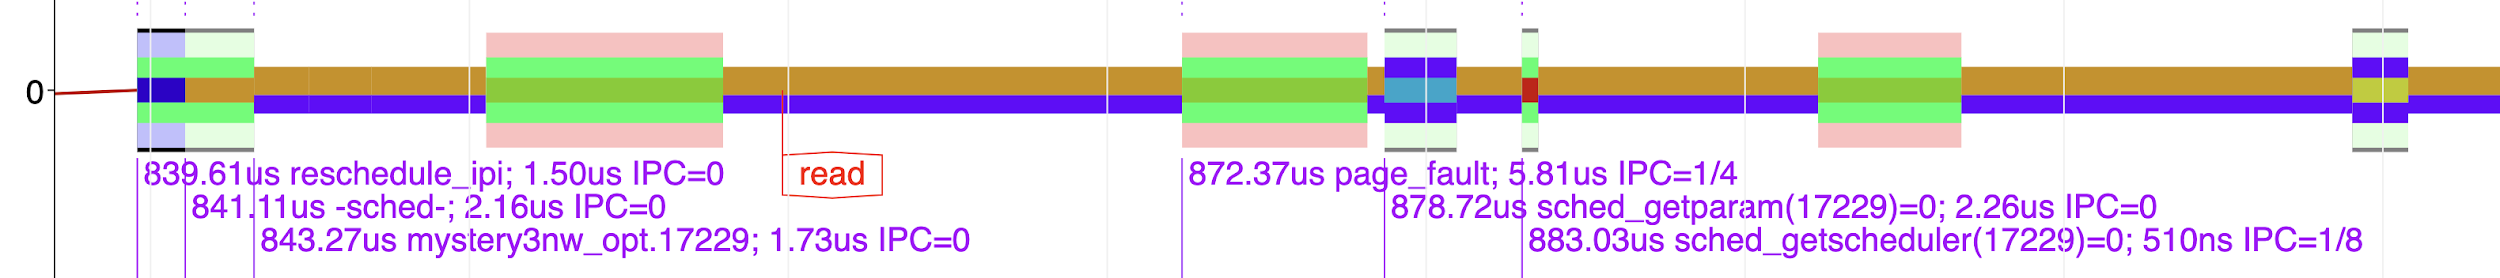 0
839.61us reschedule_ipi; 1.50us IPC=0
841.11us -sched-; 2.16us IPC=0
843.27us mystery3nw_opt.17229; 1.73us IPC=0
read
872.37us page_fault; 5.81us IPC=1/4
878.72us sched_getparam(17229)=0; 2.26us IPC=0
883.03us sched_getscheduler(17229)=0; 510ns IPC=1/8